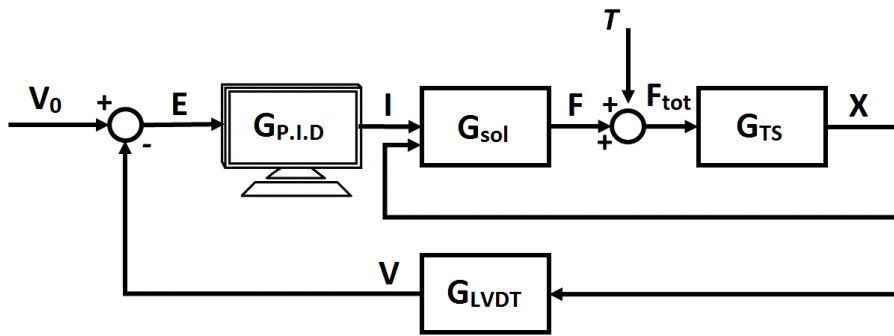 T
V₀ + E G_P.I.D I G_sol F + F_tot G_TS X
- +
V G_LVDT